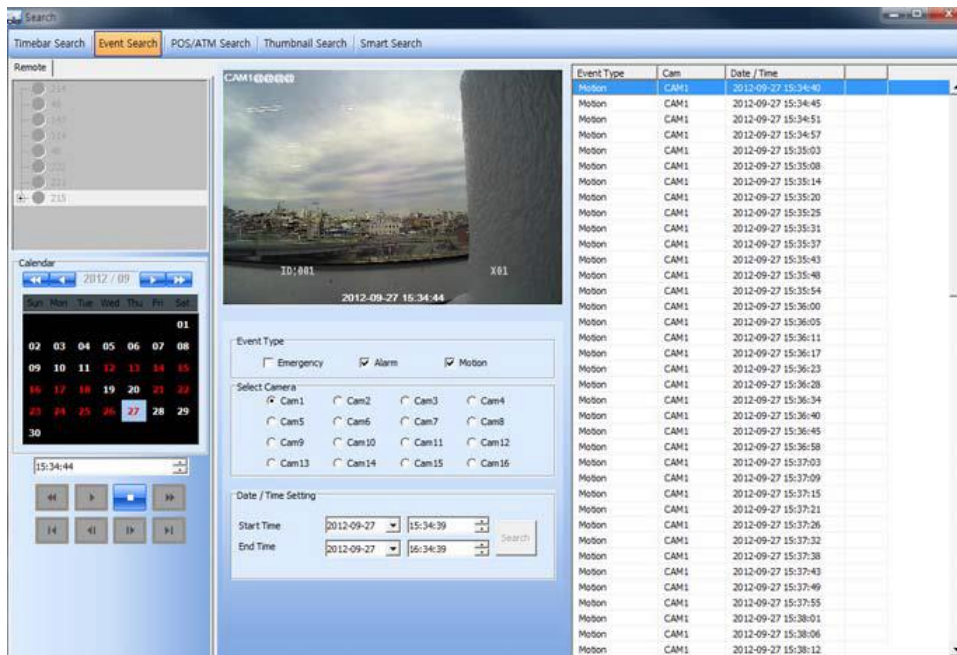 Search
Timebar Search Event Search POS/ATM Search Thumbnail Search Smart Search
Remote
214
215
Calendar
2012 / 09
Sun Mon Tue Wed Thu Fri Sat
01
02 03 04 05 06 07 08
09 10 11 12 13 14 15
16 17 18 19 20 21 22
23 24 25 26 27 28 29
30
15:34:44
CAM1@@@@
ID:001 X01
2012-09-27 15:34:44
Event Type
Emergency Alarm Motion
Select Camera
Cam1 Cam2 Cam3 Cam4
Cam5 Cam6 Cam7 Cam8
Cam9 Cam10 Cam11 Cam12
Cam13 Cam14 Cam15 Cam16
Date / Time Setting
Start Time 2012-09-27 15:34:39
End Time 2012-09-27 16:34:39
Search
Event Type Cam Date / Time
Motion CAM1 2012-09-27 15:34:40
Motion CAM1 2012-09-27 15:34:45
Motion CAM1 2012-09-27 15:34:51
Motion CAM1 2012-09-27 15:34:57
Motion CAM1 2012-09-27 15:35:03
Motion CAM1 2012-09-27 15:35:08
Motion CAM1 2012-09-27 15:35:14
Motion CAM1 2012-09-27 15:35:20
Motion CAM1 2012-09-27 15:35:25
Motion CAM1 2012-09-27 15:35:31
Motion CAM1 2012-09-27 15:35:37
Motion CAM1 2012-09-27 15:35:43
Motion CAM1 2012-09-27 15:35:48
Motion CAM1 2012-09-27 15:35:54
Motion CAM1 2012-09-27 15:36:00
Motion CAM1 2012-09-27 15:36:05
Motion CAM1 2012-09-27 15:36:11
Motion CAM1 2012-09-27 15:36:17
Motion CAM1 2012-09-27 15:36:23
Motion CAM1 2012-09-27 15:36:28
Motion CAM1 2012-09-27 15:36:34
Motion CAM1 2012-09-27 15:36:40
Motion CAM1 2012-09-27 15:36:45
Motion CAM1 2012-09-27 15:36:58
Motion CAM1 2012-09-27 15:37:03
Motion CAM1 2012-09-27 15:37:09
Motion CAM1 2012-09-27 15:37:15
Motion CAM1 2012-09-27 15:37:21
Motion CAM1 2012-09-27 15:37:26
Motion CAM1 2012-09-27 15:37:32
Motion CAM1 2012-09-27 15:37:38
Motion CAM1 2012-09-27 15:37:43
Motion CAM1 2012-09-27 15:37:49
Motion CAM1 2012-09-27 15:37:55
Motion CAM1 2012-09-27 15:38:01
Motion CAM1 2012-09-27 15:38:06
Motion CAM1 2012-09-27 15:38:12